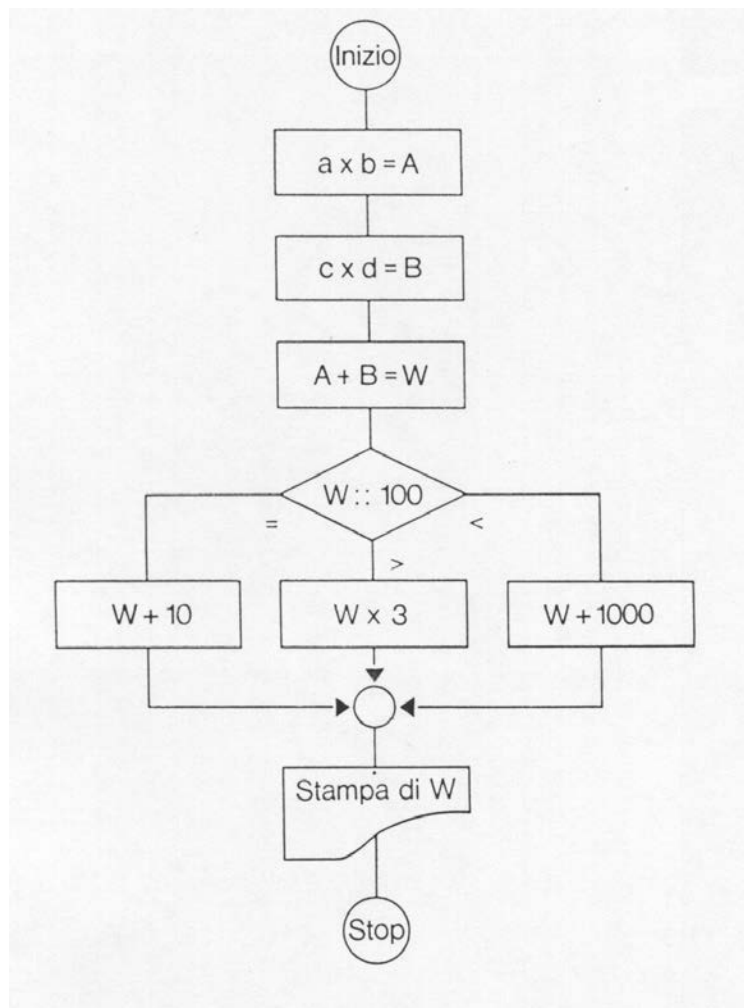 Inizio
a x b = A
c x d = B
A + B = W
W :: 100
=
>
<
W + 10
W x 3
W + 1000
Stampa di W
Stop